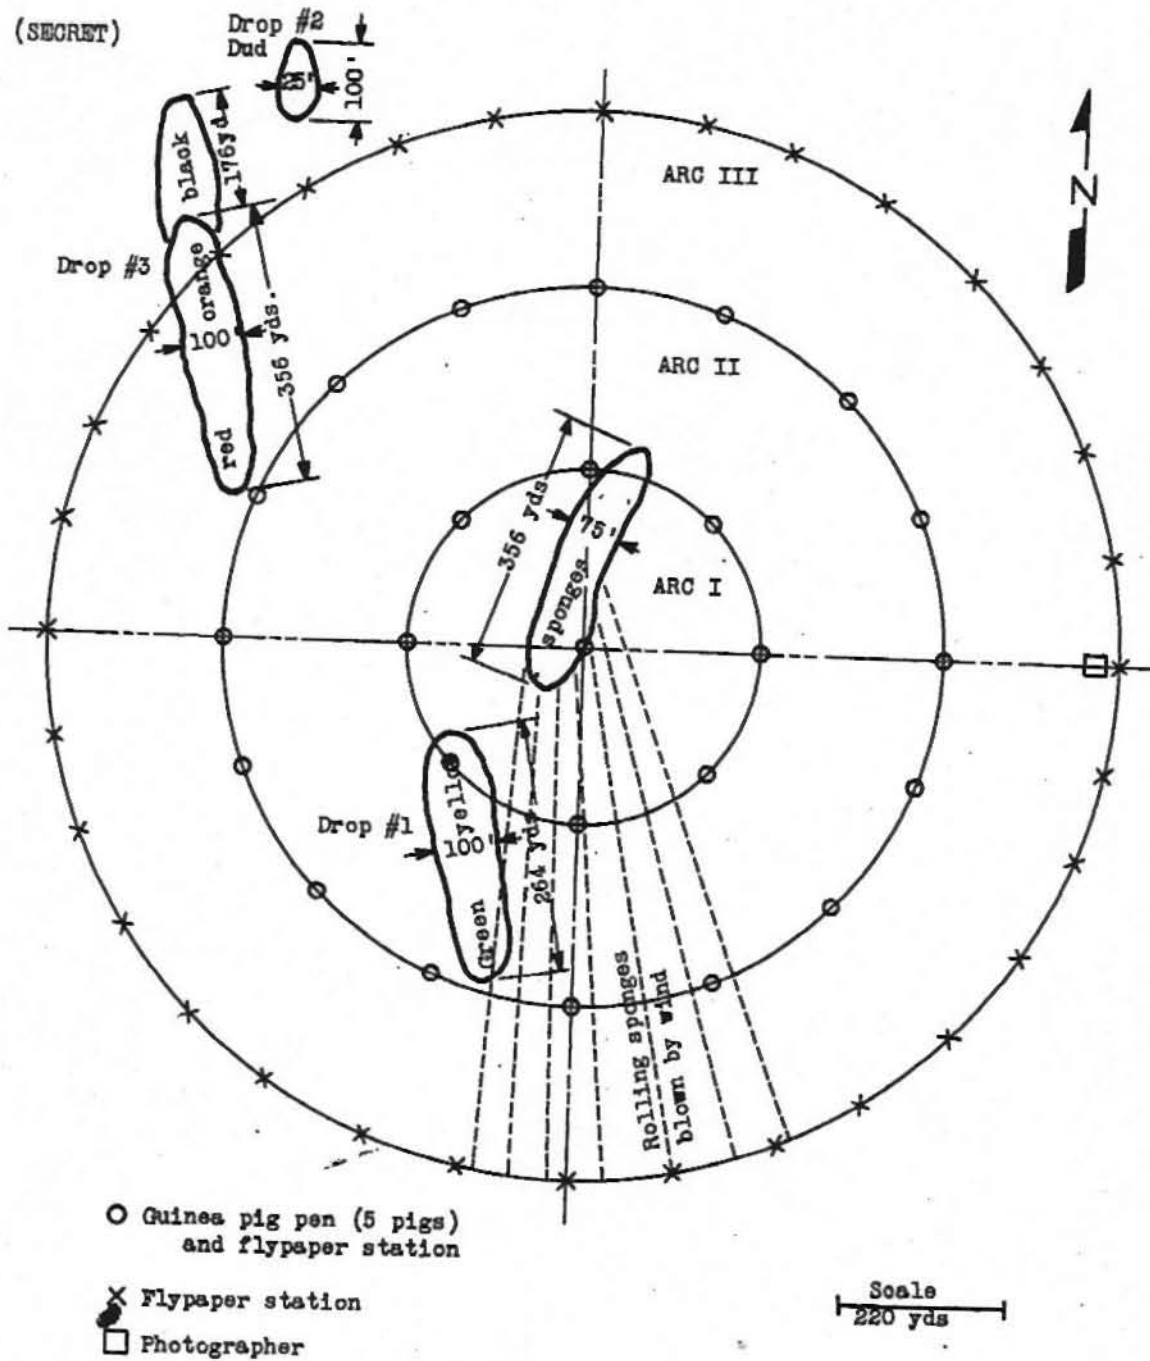 (SECRET)
Drop #2
Dud
25'
100'
black
176yd.
ARC III
N
Drop #3
orange
100
356 yds.
red
ARC II
356 yds
75'
sponges
ARC I
Drop #1
yello
100'
264 yds
Green
Rolling sponges
blown by wind
Guinea pig pen (5 pigs)
and flypaper station
Flypaper station
Photographer
Scale
220 yds